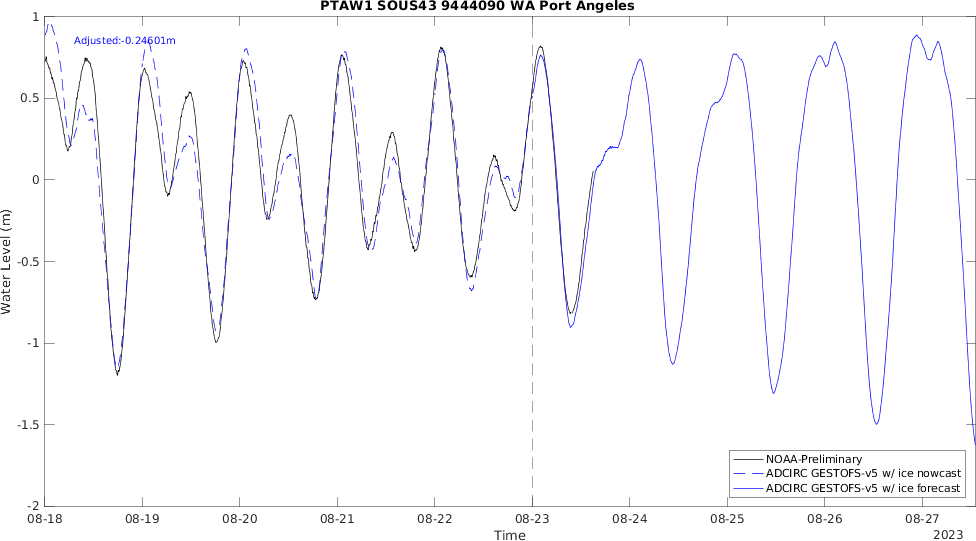 PTAW1 SOUS43 9444090 WA Port Angeles
Adjusted:-0.24601m
1
0.5
0
-0.5
-1
-1.5
-2
Water Level (m)
NOAA-Preliminary
ADCIRC GESTOFS-v5 w/ ice nowcast
ADCIRC GESTOFS-v5 w/ ice forecast
08-18 08-19 08-20 08-21 08-22 08-23 08-24 08-25 08-26 08-27
Time
2023